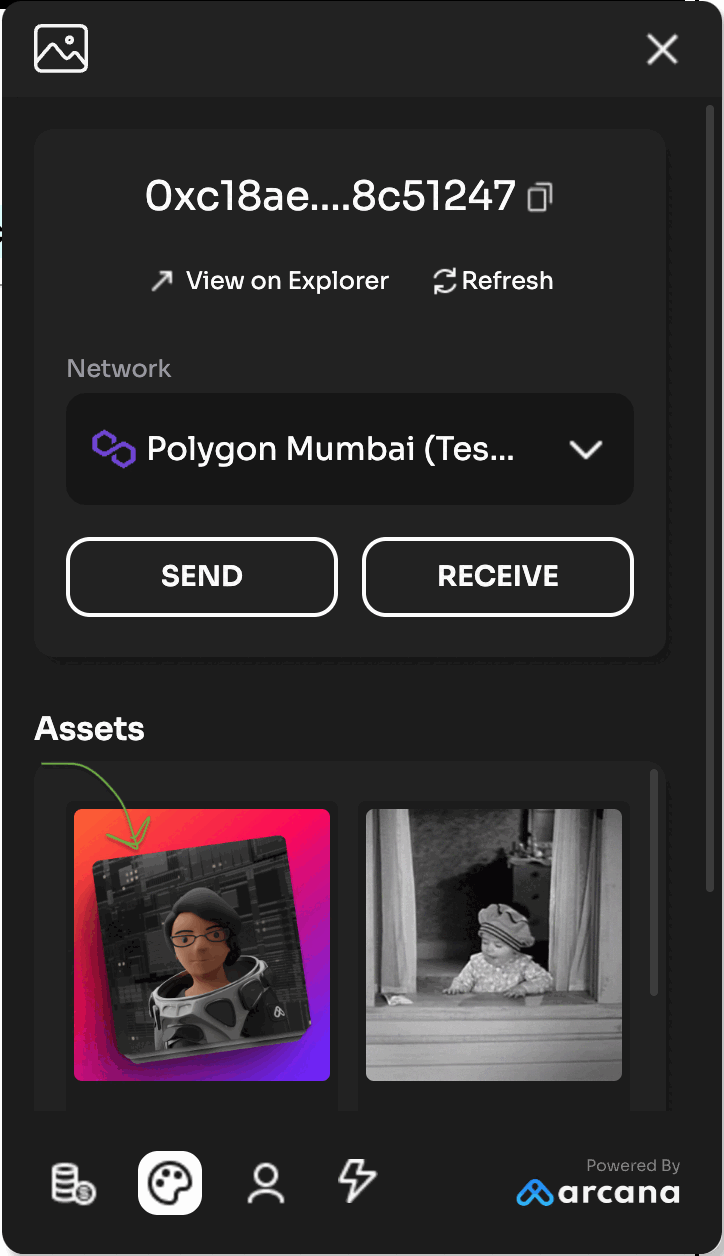 0xc18ae....8c51247
View on Explorer Refresh
Network
Polygon Mumbai (Tes...
SEND RECEIVE
Assets
Powered By
arcana